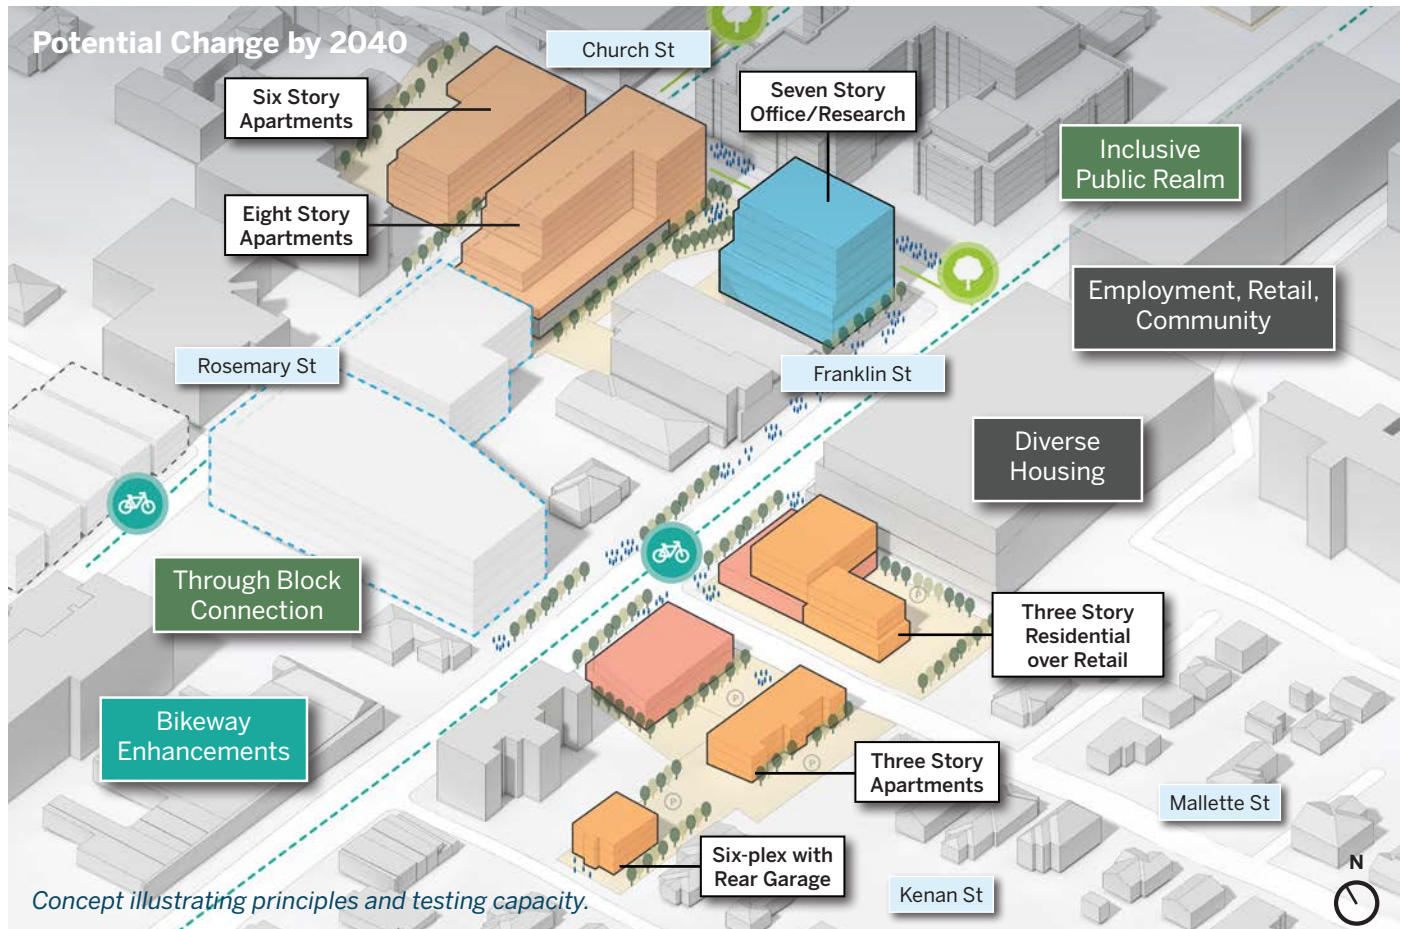 Potential Change by 2040
Church St
Six Story
Apartments
Seven Story
Office/Research
Inclusive
Public Realm
Eight Story
Apartments
Employment, Retail,
Community
Rosemary St
Franklin St
Diverse
Housing
Through Block
Connection
P
Three Story
Residential
over Retail
P
Bikeway
Enhancements
Three Story
Apartments
P
P
Mallette St
Six-plex with
Rear Garage
Kenan St
N
Concept illustrating principles and testing capacity.